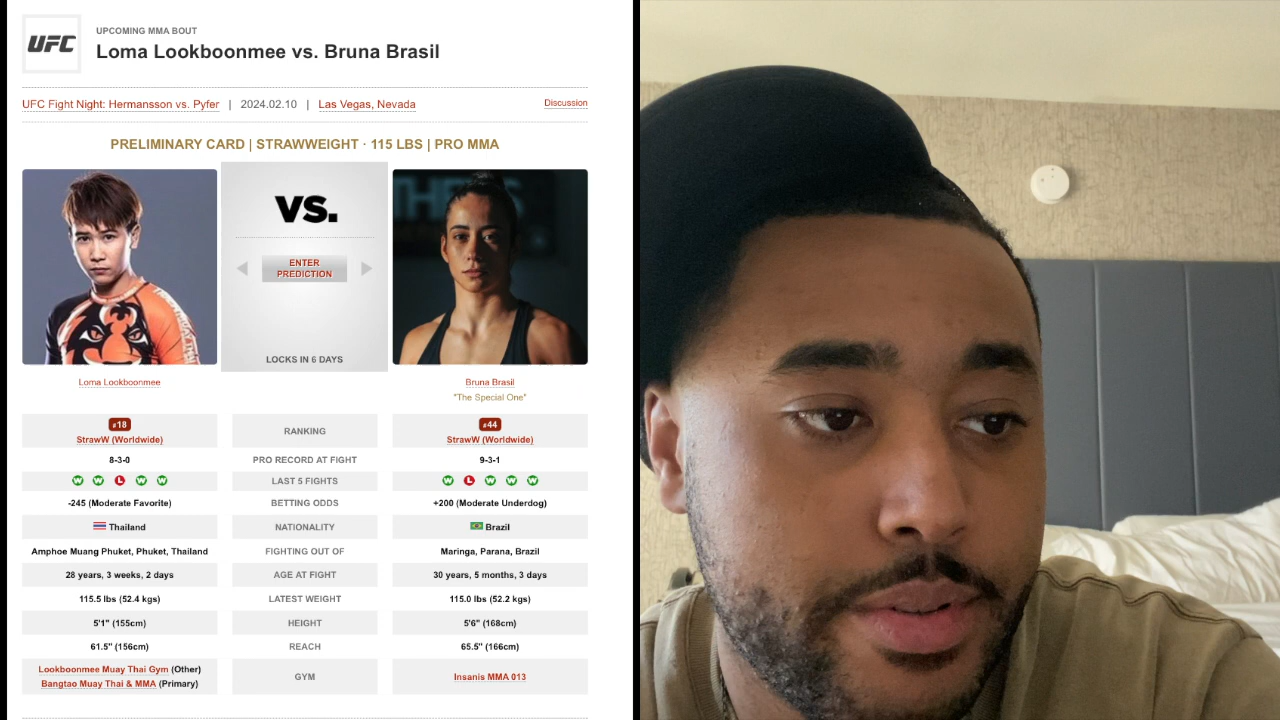 UFC
UPCOMING MMA BOUT
Loma Lookboonmee vs. Bruna Brasil
UFC Fight Night: Hermansson vs. Pyfer | 2024.02.10 | Las Vegas, Nevada Discussion
PRELIMINARY CARD | STRAWWEIGHT · 115 LBS | PRO MMA
VS.
ENTER
PREDICTION
LOCKS IN 6 DAYS
Loma Lookboonmee Bruna Brasil
"The Special One"
#18 RANKING #44
StrawW (Worldwide) StrawW (Worldwide)
8-3-0 PRO RECORD AT FIGHT 9-3-1
W W L W W LAST 5 FIGHTS W L W W W
-245 (Moderate Favorite) BETTING ODDS +200 (Moderate Underdog)
Thailand NATIONALITY Brazil
Amphoe Muang Phuket, Phuket, Thailand FIGHTING OUT OF Maringa, Parana, Brazil
28 years, 3 weeks, 2 days AGE AT FIGHT 30 years, 5 months, 3 days
115.5 lbs (52.4 kgs) LATEST WEIGHT 115.0 lbs (52.2 kgs)
5'1" (155cm) HEIGHT 5'6" (168cm)
61.5" (156cm) REACH 65.5" (166cm)
Lookboonmee Muay Thai Gym (Other) GYM Insanis MMA 013
Bangtao Muay Thai & MMA (Primary)